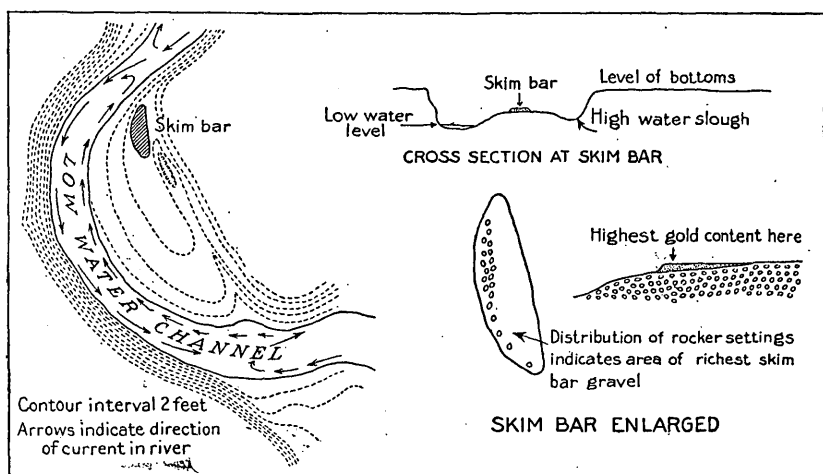 Skim bar
LOW WATER CHANNEL
Contour interval 2 feet
Arrows indicate direction
of current in river
Skim bar
Level of bottoms
Low water
level
High water slough
CROSS SECTION AT SKIM BAR
Highest gold content here
Distribution of rocker settings
indicates area of richest skim
bar gravel
SKIM BAR ENLARGED